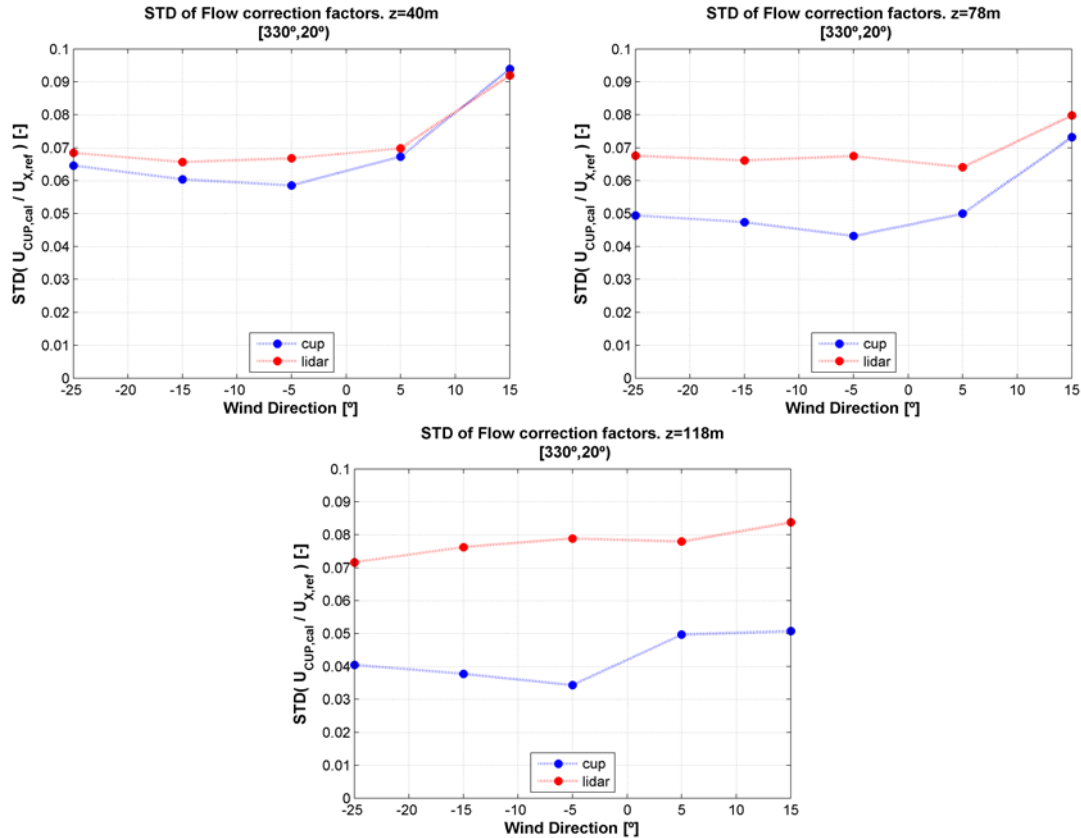 STD of Flow correction factors. z=40m
[330º,20º)
0.1
0.09
0.08
0.07
0.06
0.05
0.04
0.03
0.02
0.01
0
STD( U_CUP,cal / U_X,ref ) [-]
cup
lidar
-25 -20 -15 -10 -5 0 5 10 15
Wind Direction [º]
STD of Flow correction factors. z=78m
[330º,20º)
0.1
0.09
0.08
0.07
0.06
0.05
0.04
0.03
0.02
0.01
0
STD( U_CUP,cal / U_X,ref ) [-]
cup
lidar
-25 -20 -15 -10 -5 0 5 10 15
Wind Direction [º]
STD of Flow correction factors. z=118m
[330º,20º)
0.1
0.09
0.08
0.07
0.06
0.05
0.04
0.03
0.02
0.01
0
STD( U_CUP,cal / U_X,ref ) [-]
cup
lidar
-25 -20 -15 -10 -5 0 5 10 15
Wind Direction [º]